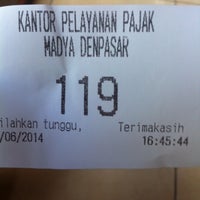 KANTOR PELAYANAN PAJAK
MADYA DENPASAR
119
ilahkan tunggu, Terimakasih
/06/2014 16:45:44